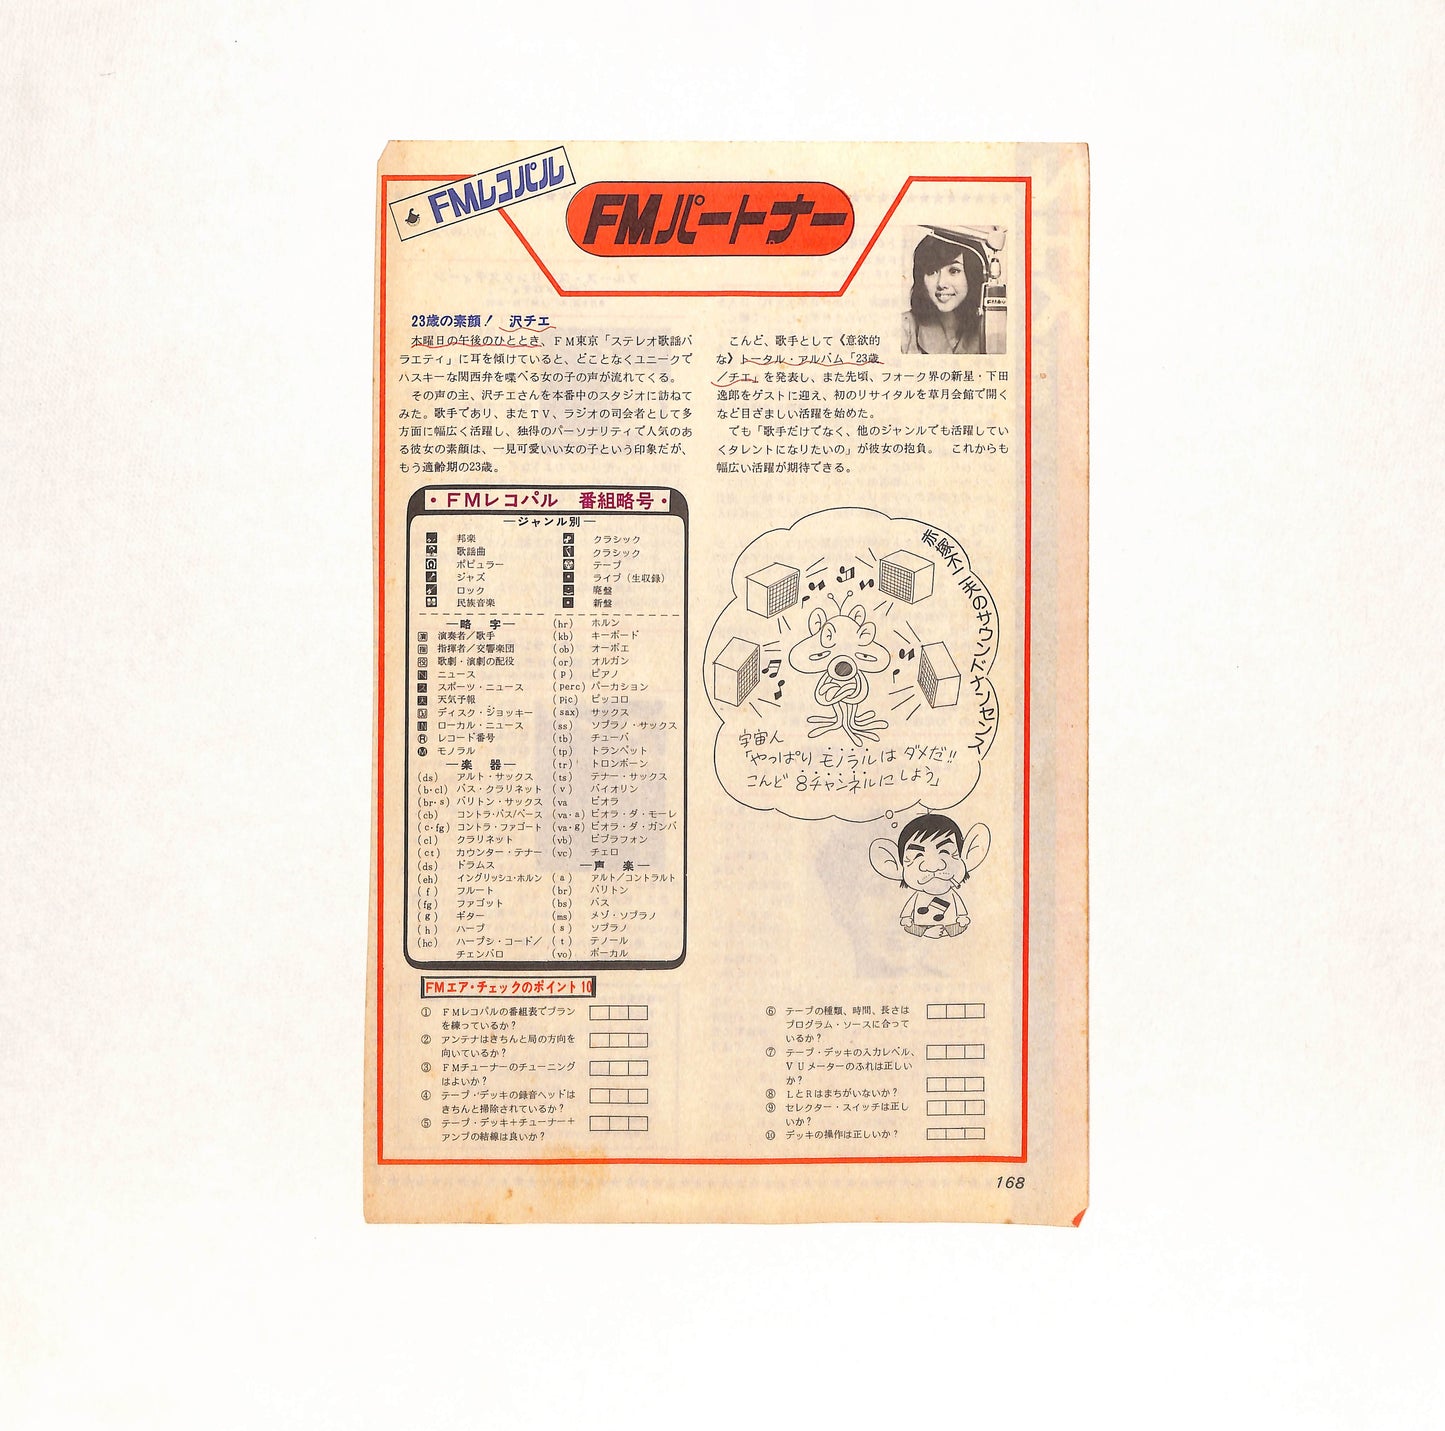 FMレコパル
FMパートナー
23歳の素顔! 沢チエ
木曜日の午後のひととき、FM東京「ステレオ歌謡バ
ラエティ」に耳を傾けていると、どことなくユニークで
ハスキーな関西弁を喋べる女の子の声が流れてくる。
その声の主、沢チエさんを本番中のスタジオに訪ねて
みた。歌手であり、またTV、ラジオの司会者として多
方面に幅広く活躍し、独得のパーソナリティで人気のあ
る彼女の素顔は、一見可愛いい女の子という印象だが、
もう適齢期の23歳。
こんど、歌手として《意欲的
な》トータル・アルバム「23歳
/チエ」を発表し、また先頃、フォーク界の新星・下田
逸郎をゲストに迎え、初のリサイタルを草月会館で開く
など目ざましい活躍を始めた。
でも「歌手だけでなく、他のジャンルでも活躍してい
くタレントになりたいの」が彼女の抱負。 これからも
幅広い活躍が期待できる。
・FMレコパル 番組略号・
―ジャンル別―
邦楽
歌謡曲
ポピュラー
ジャズ
ロック
民族音楽
クラシック
クラシック
テープ
ライブ(生収録)
廃盤
新盤
―略 字―
演 演奏者/歌手
指 指揮者/交響楽団
役 歌劇・演劇の配役
N ニュース
ス スポーツ・ニュース
天 天気予報
DJ ディスク・ジョッキー
LN ローカル・ニュース
R レコード番号
M モノラル
―楽 器―
(ds) アルト・サックス
(b・cl) バス・クラリネット
(br・s) バリトン・サックス
(cb) コントラ・バス/ベース
(c・fg) コントラ・ファゴート
(cl) クラリネット
(ct) カウンター・テナー
(ds) ドラムス
(eh) イングリッシュ・ホルン
(f) フルート
(fg) ファゴット
(g) ギター
(h) ハープ
(hc) ハープシ・コード/
チェンバロ
(hr) ホルン
(kb) キーボード
(ob) オーボエ
(or) オルガン
(p) ピアノ
(perc) パーカション
(pic) ピッコロ
(sax) サックス
(ss) ソプラノ・サックス
(tb) チューバ
(tp) トランペット
(tr) トロンボーン
(ts) テナー・サックス
(v) バイオリン
(va ビオラ
(va・a) ビオラ・ダ・モーレ
(va・g) ビオラ・ダ・ガンバ
(vb) ビブラフォン
(vc) チェロ
―声 楽―
(a) アルト/コントラルト
(br) バリトン
(bs) バス
(ms) メゾ・ソプラノ
(s) ソプラノ
(t) テノール
(vo) ボーカル
赤塚不二夫のサウンドナンセンス
宇宙人
「やっぱり モノラルは ダメだ!!
こんど 8チャンネルにしよう」
FMエア・チェックのポイント10
① FMレコパルの番組表でプラン
を練っているか?
② アンテナはきちんと局の方向を
向いているか?
③ FMチューナーのチューニング
はよいか?
④ テープ・デッキの録音ヘッドは
きちんと掃除されているか?
⑤ テープ・デッキ+チューナー+
アンプの結線は良いか?
⑥ テープの種類、時間、長さは
プログラム・ソースに合って
いるか?
⑦ テープ・デッキの入力レベル、
VUメーターのふれは正しい
か?
⑧ LとRはまちがいないか?
⑨ セレクター・スイッチは正し
いか?
⑩ デッキの操作は正しいか?
168